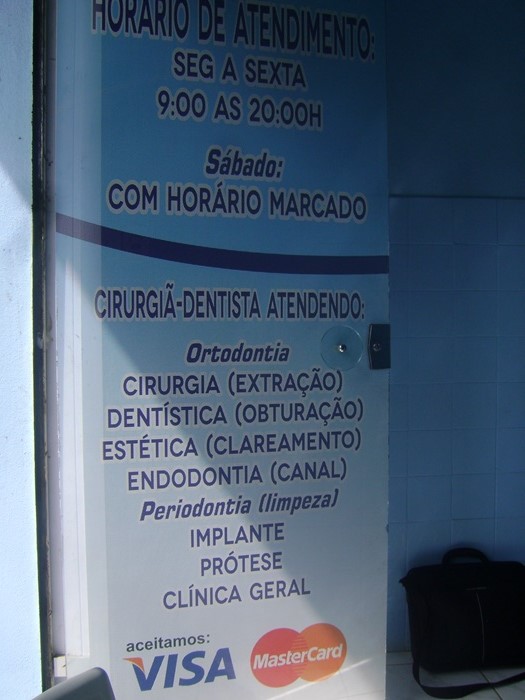 HORÁRIO DE ATENDIMENTO:
SEG A SEXTA
9:00 AS 20:00H
Sábado:
COM HORÁRIO MARCADO
CIRURGIÃ-DENTISTA ATENDENDO:
Ortodontia
CIRURGIA (EXTRAÇÃO)
DENTÍSTICA (OBTURAÇÃO)
ESTÉTICA (CLAREAMENTO)
ENDODONTIA (CANAL)
Periodontia (limpeza)
IMPLANTE
PRÓTESE
CLÍNICA GERAL
aceitamos:
VISA MasterCard